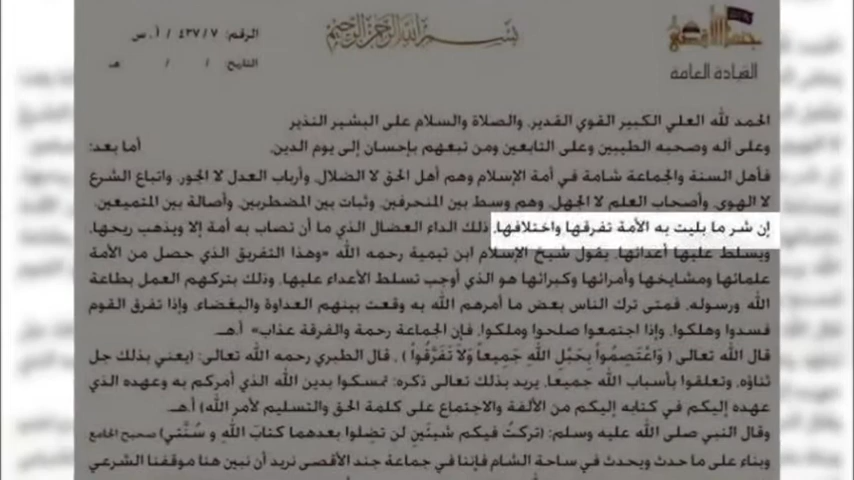 جند الأقصى
القيادة العامة
بسم الله الرحمن الرحيم
الرقم: ٤٣٧/٧ / أ. س
التاريخ: / / هـ
الحمد لله العلي الكبير القوي القدير، والصلاة والسلام على البشير النذير
وعلى آله وصحبه الطيبين وعلى التابعين ومن تبعهم بإحسان إلى يوم الدين، أما بعد:
فأهل السنة والجماعة شامة في أمة الإسلام وهم أهل الحق لا الضلال، وأرباب العدل لا الجور، واتباع الشرع
لا الهوى، وأصحاب العلم لا الجهل، وهم وسط بين المنحرفين، وثبات بين المضطربين، وأصالة بين المتميعين.
إن شر ما بليت به الأمة تفرقها واختلافها، ذلك الداء العضال الذي ما أن تصاب به أمة إلا ويذهب ريحها،
ويسلط عليها أعدائها، يقول شيخ الإسلام ابن تيمية رحمه الله «وهذا التفريق الذي حصل من الأمة
علمائها ومشايخها وأمرائها وكبرائها هو الذي أوجب تسلط الأعداء عليها، وذلك بتركهم العمل بطاعة
الله ورسوله، فمتى ترك الناس بعض ما أمرهم الله به وقعت بينهم العداوة والبغضاء، وإذا تفرق القوم
فسدوا وهلكوا، وإذا اجتمعوا صلحوا وملكوا، فإن الجماعة رحمة والفرقة عذاب» أ.هـ
قال الله تعالى ( وَاعْتَصِمُواْ بِحَبْلِ اللّهِ جَمِيعاً وَلاَ تَفَرَّقُواْ ) , قال الطبري رحمه الله تعالى: (يعني بذلك جل
ثناؤه، وتعلقوا بأسباب الله جميعا، يريد بذلك تعالى ذكره: تمسكوا بدين الله الذي أمركم به وعهده الذي
عهده إليكم في كتابه إليكم من الألفة والاجتماع على كلمة الحق والتسليم لأمر الله) أ.هـ
وقال النبي صلى الله عليه وسلم: (تركتُ فيكم شيئَينِ لن تضِلوا بعدهما كتابَ اللهِ و سُنَّتي) صحيح الجامع
وبناء على ما حدث ويحدث في ساحة الشام فإننا في جماعة جند الأقصى نريد أن نبين هنا موقفنا الشرعي